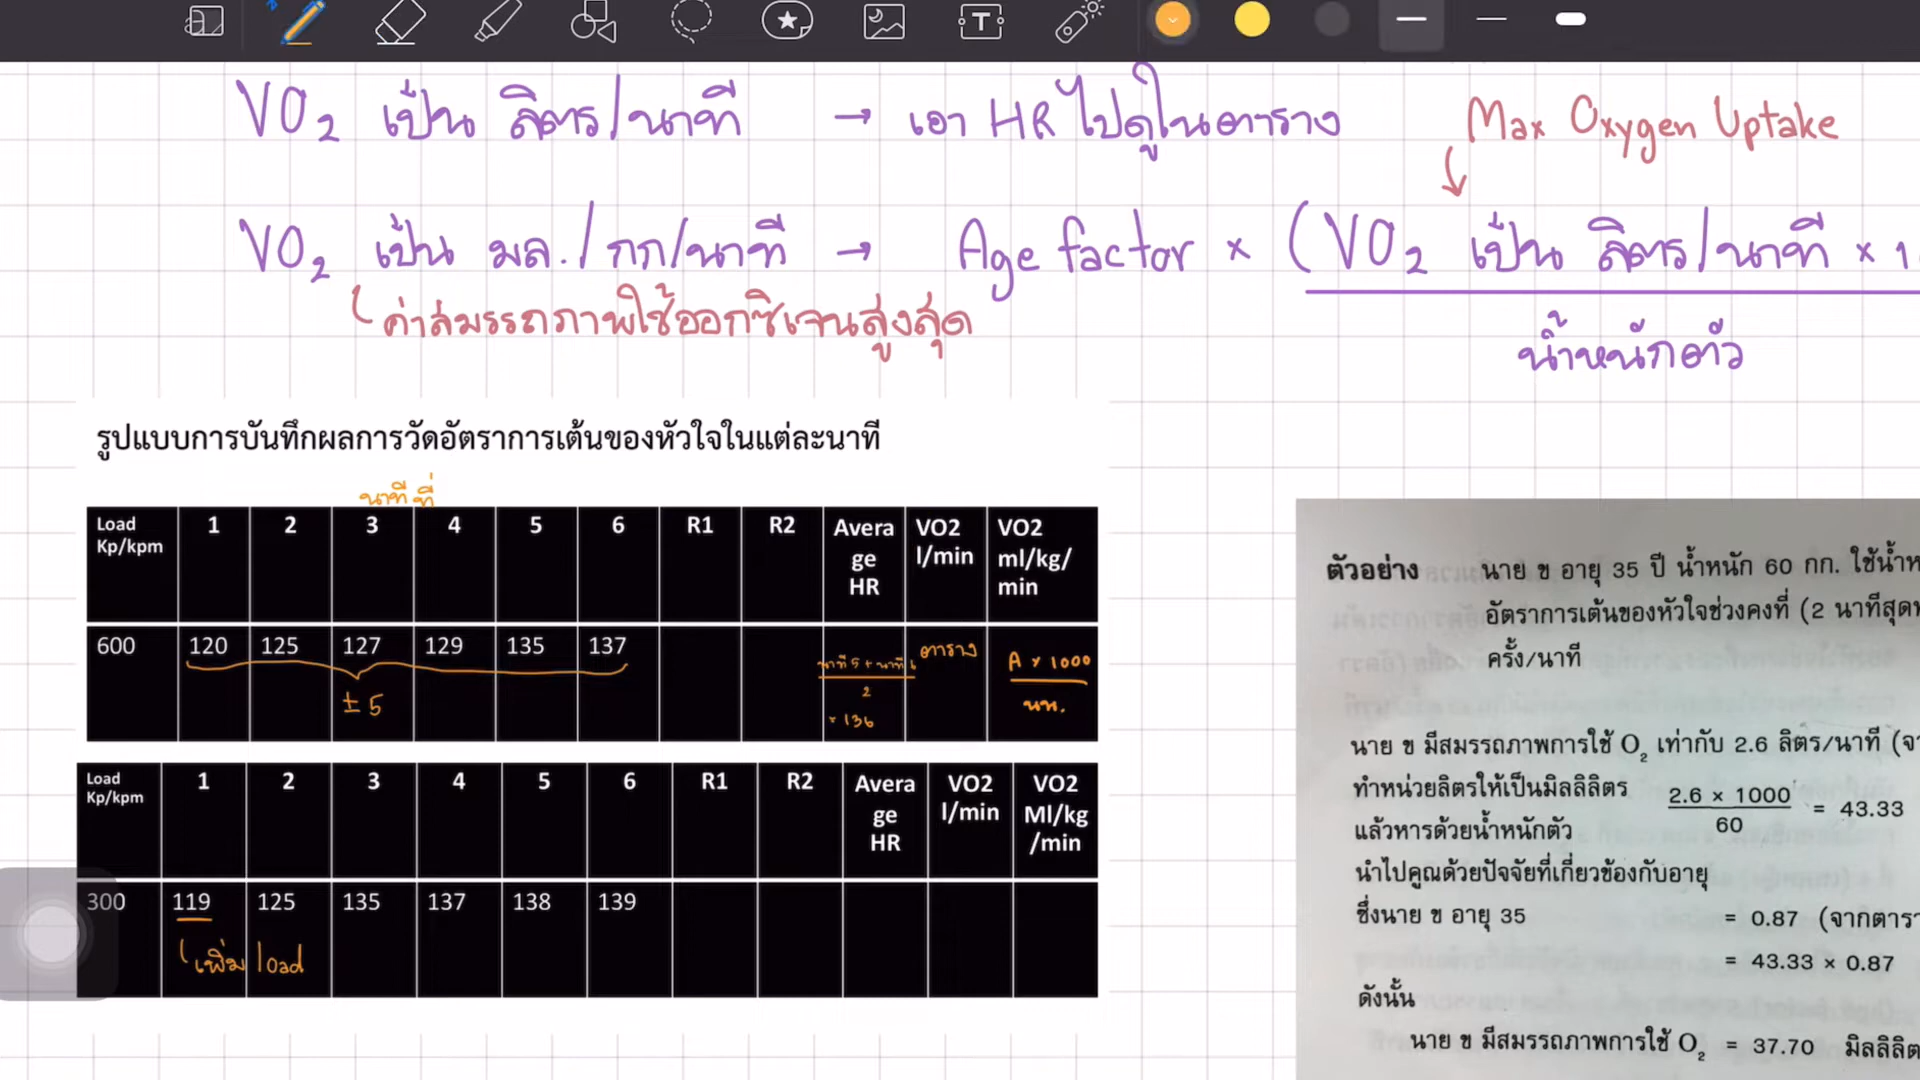 VO2 เป็น ลิตร/นาที → เอา HR ไปดูในตาราง
Max Oxygen Uptake
VO2 เป็น มล./กก/นาที → Age factor × (VO2 เป็น ลิตร/นาที × 1
น้ำหนักตัว
ค่าสมรรถภาพใช้ออกซิเจนสูงสุด
รูปแบบการบันทึกผลการวัดอัตราการเต้นของหัวใจในแต่ละนาที
นาทีที่
Load Kp/kpm 1 2 3 4 5 6 R1 R2 Average HR VO2 l/min VO2 ml/kg/min
600 120 125 127 129 135 137
± 5
นาที 5 + นาที 6
2
= 136
ตาราง
A × 1000
นน.
Load Kp/kpm 1 2 3 4 5 6 R1 R2 Average HR VO2 l/min VO2 Ml/kg/min
300 119 125 135 137 138 139
เพิ่ม load
ตัวอย่าง นาย ข อายุ 35 ปี น้ำหนัก 60 กก.
อัตราการเต้นของหัวใจช่วงคงที่ (2
ครั้ง/นาที
นาย ข มีสมรรถภาพการใช้ O2 เท่ากับ 2.6 ลิตร/นาที
ทำหน่วยลิตรให้เป็นมิลลิลิตร 2.6 × 1000 = 43.33
แล้วหารด้วยน้ำหนักตัว 60
นำไปคูณด้วยปัจจัยที่เกี่ยวข้องกับอายุ
ซึ่งนาย ข อายุ 35 = 0.87
= 43.33 × 0.87
ดังนั้น
นาย ข มีสมรรถภาพการใช้ O2 = 37.70